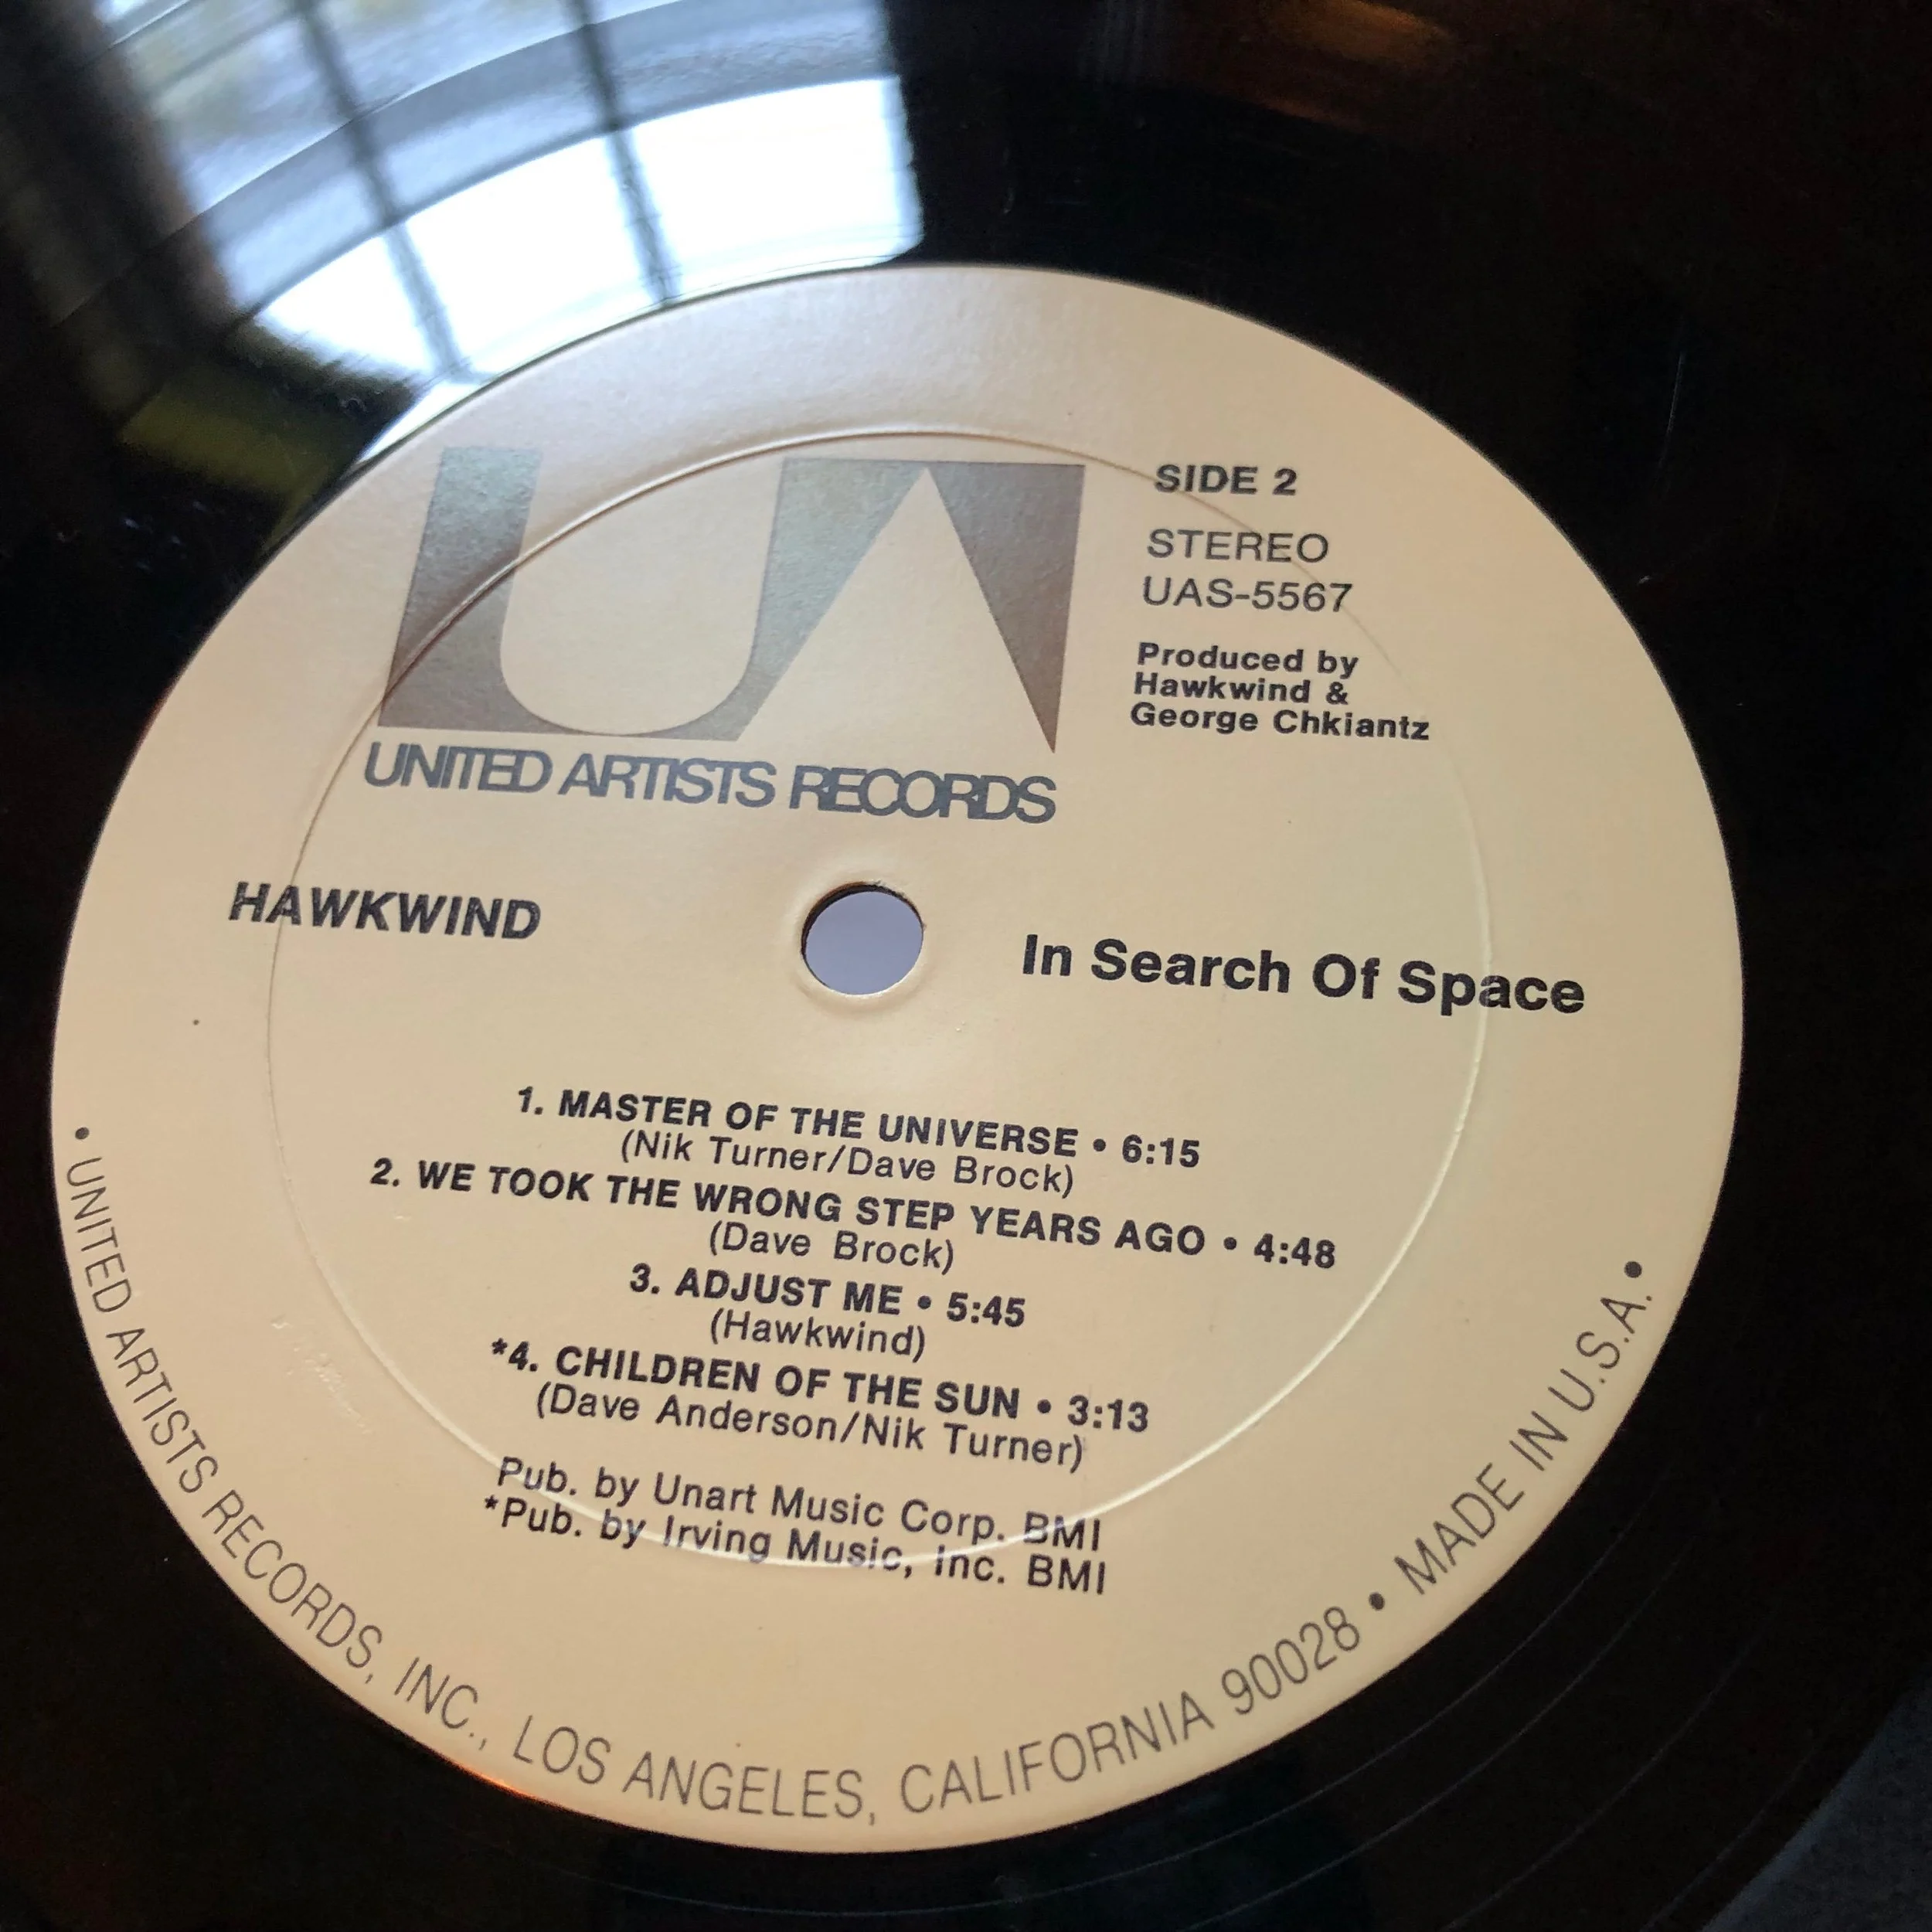 UA
UNITED ARTISTS RECORDS
SIDE 2
STEREO
UAS-5567
Produced by
Hawkwind &
George Chkiantz
HAWKWIND
In Search Of Space
1. MASTER OF THE UNIVERSE • 6:15
(Nik Turner/Dave Brock)
2. WE TOOK THE WRONG STEP YEARS AGO • 4:48
(Dave Brock)
3. ADJUST ME • 5:45
(Hawkwind)
*4. CHILDREN OF THE SUN • 3:13
(Dave Anderson/Nik Turner)
Pub. by Unart Music Corp. BMI
*Pub. by Irving Music, Inc. BMI
• UNITED ARTISTS RECORDS, INC., LOS ANGELES, CALIFORNIA 90028 • MADE IN U.S.A. •